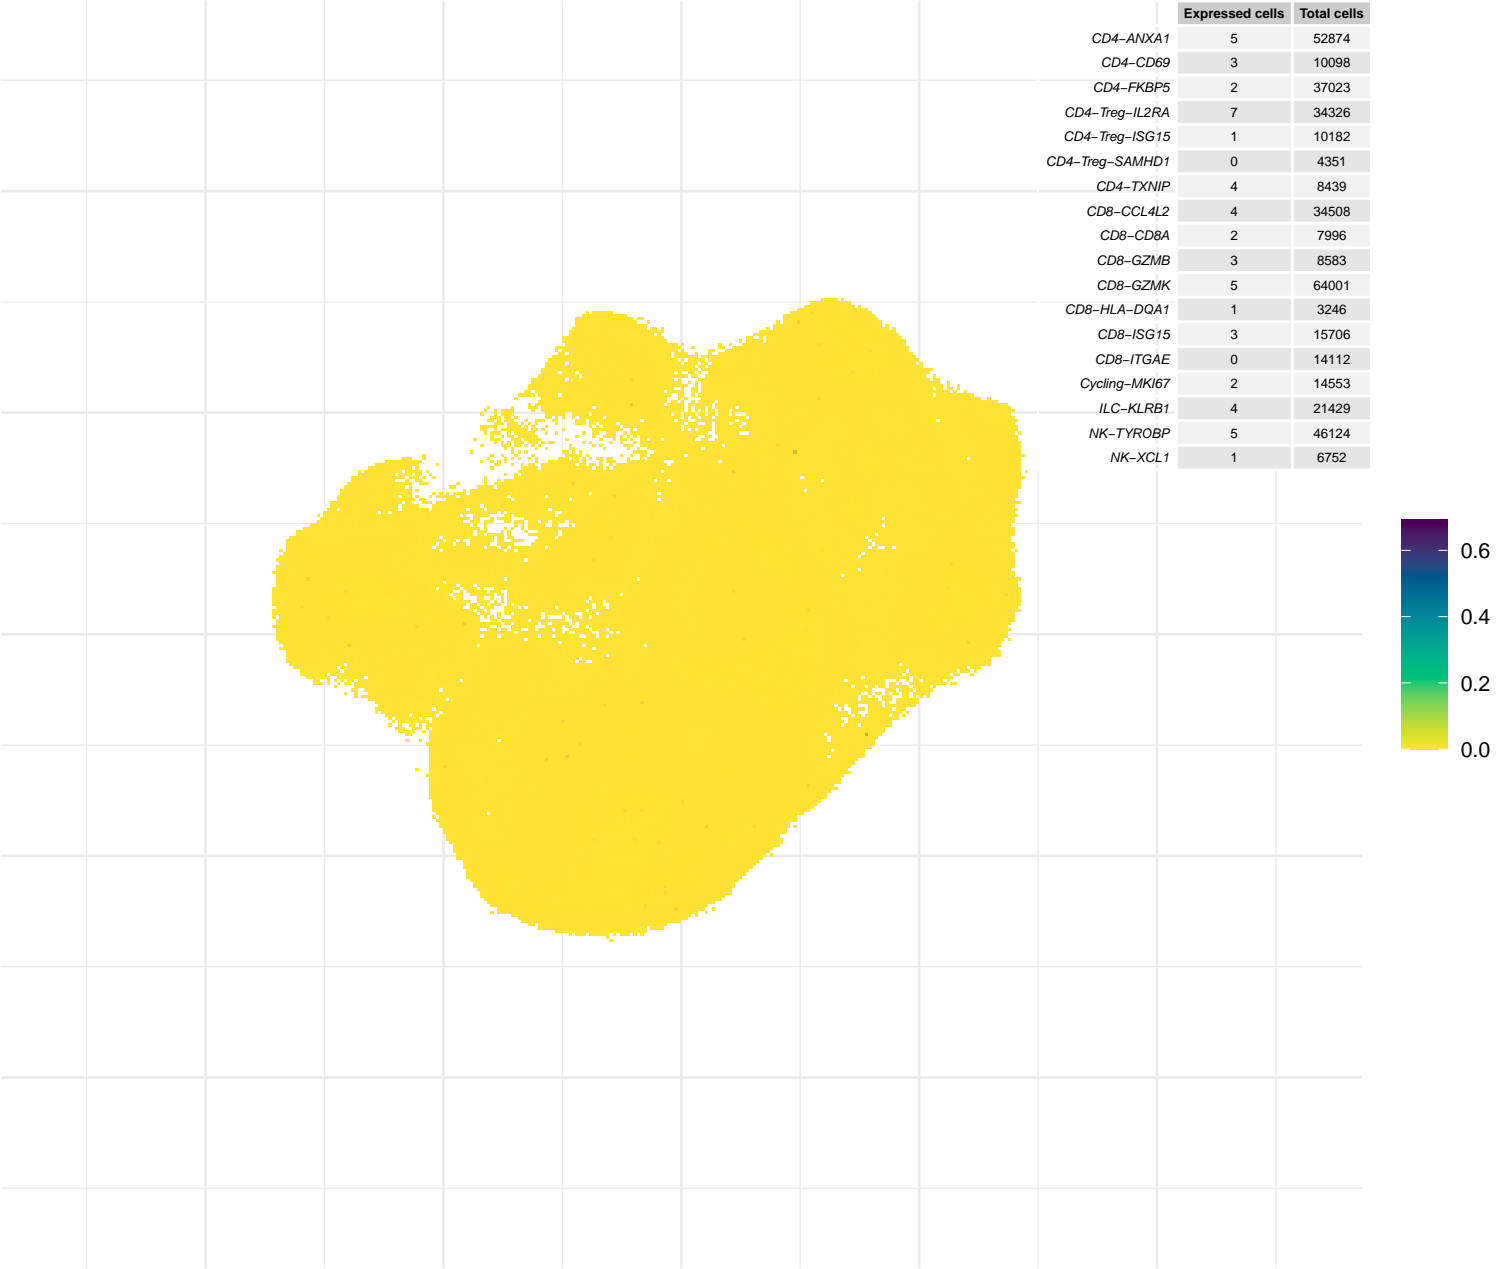 Expressed cells Total cells
CD4−ANXA1 5 52874
CD4−CD69 3 10098
CD4−FKBP5 2 37023
CD4−Treg−IL2RA 7 34326
CD4−Treg−ISG15 1 10182
CD4−Treg−SAMHD1 0 4351
CD4−TXNIP 4 8439
CD8−CCL4L2 4 34508
CD8−CD8A 2 7996
CD8−GZMB 3 8583
CD8−GZMK 5 64001
CD8−HLA−DQA1 1 3246
CD8−ISG15 3 15706
CD8−ITGAE 0 14112
Cycling−MKI67 2 14553
ILC−KLRB1 4 21429
NK−TYROBP 5 46124
NK−XCL1 1 6752
0.6
0.4
0.2
0.0